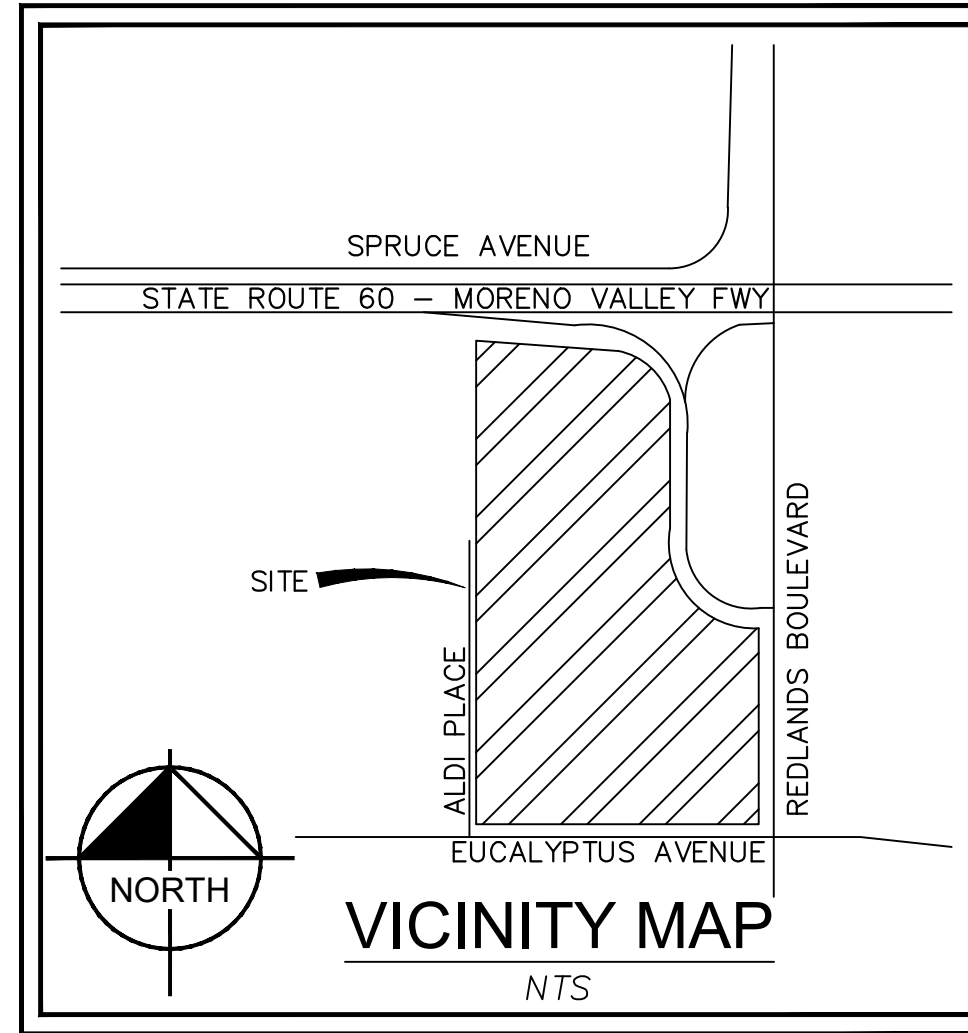 SPRUCE AVENUE
STATE ROUTE 60 – MORENO VALLEY FWY
REDLANDS BOULEVARD
SITE
ALDI PLACE
EUCALYPTUS AVENUE
NORTH
VICINITY MAP
NTS